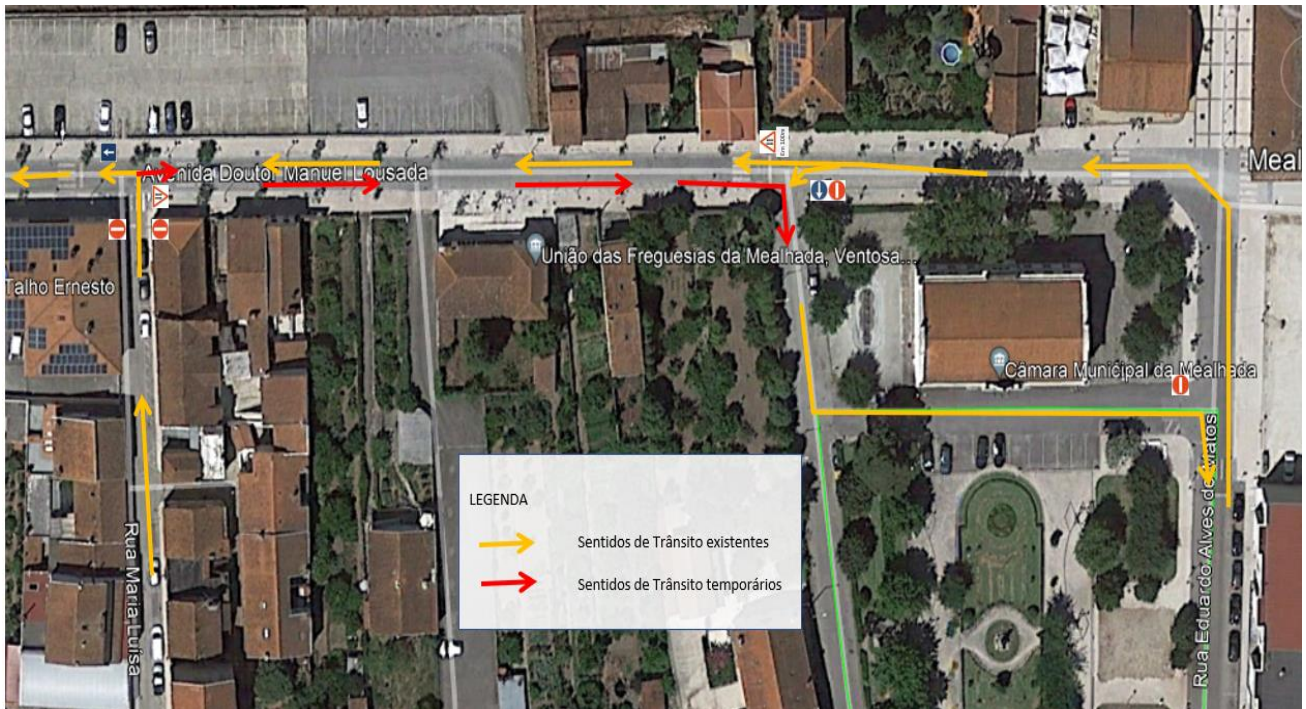 Avenida Doutor Manuel Lousada
Meal
União das Freguesias da Mealhada, Ventosa...
Talho Ernesto
Câmara Municipal da Mealhada
Rua Maria Luísa
Rua Eduardo Alves de Matos
LEGENDA
Sentidos de Trânsito existentes
Sentidos de Trânsito temporários